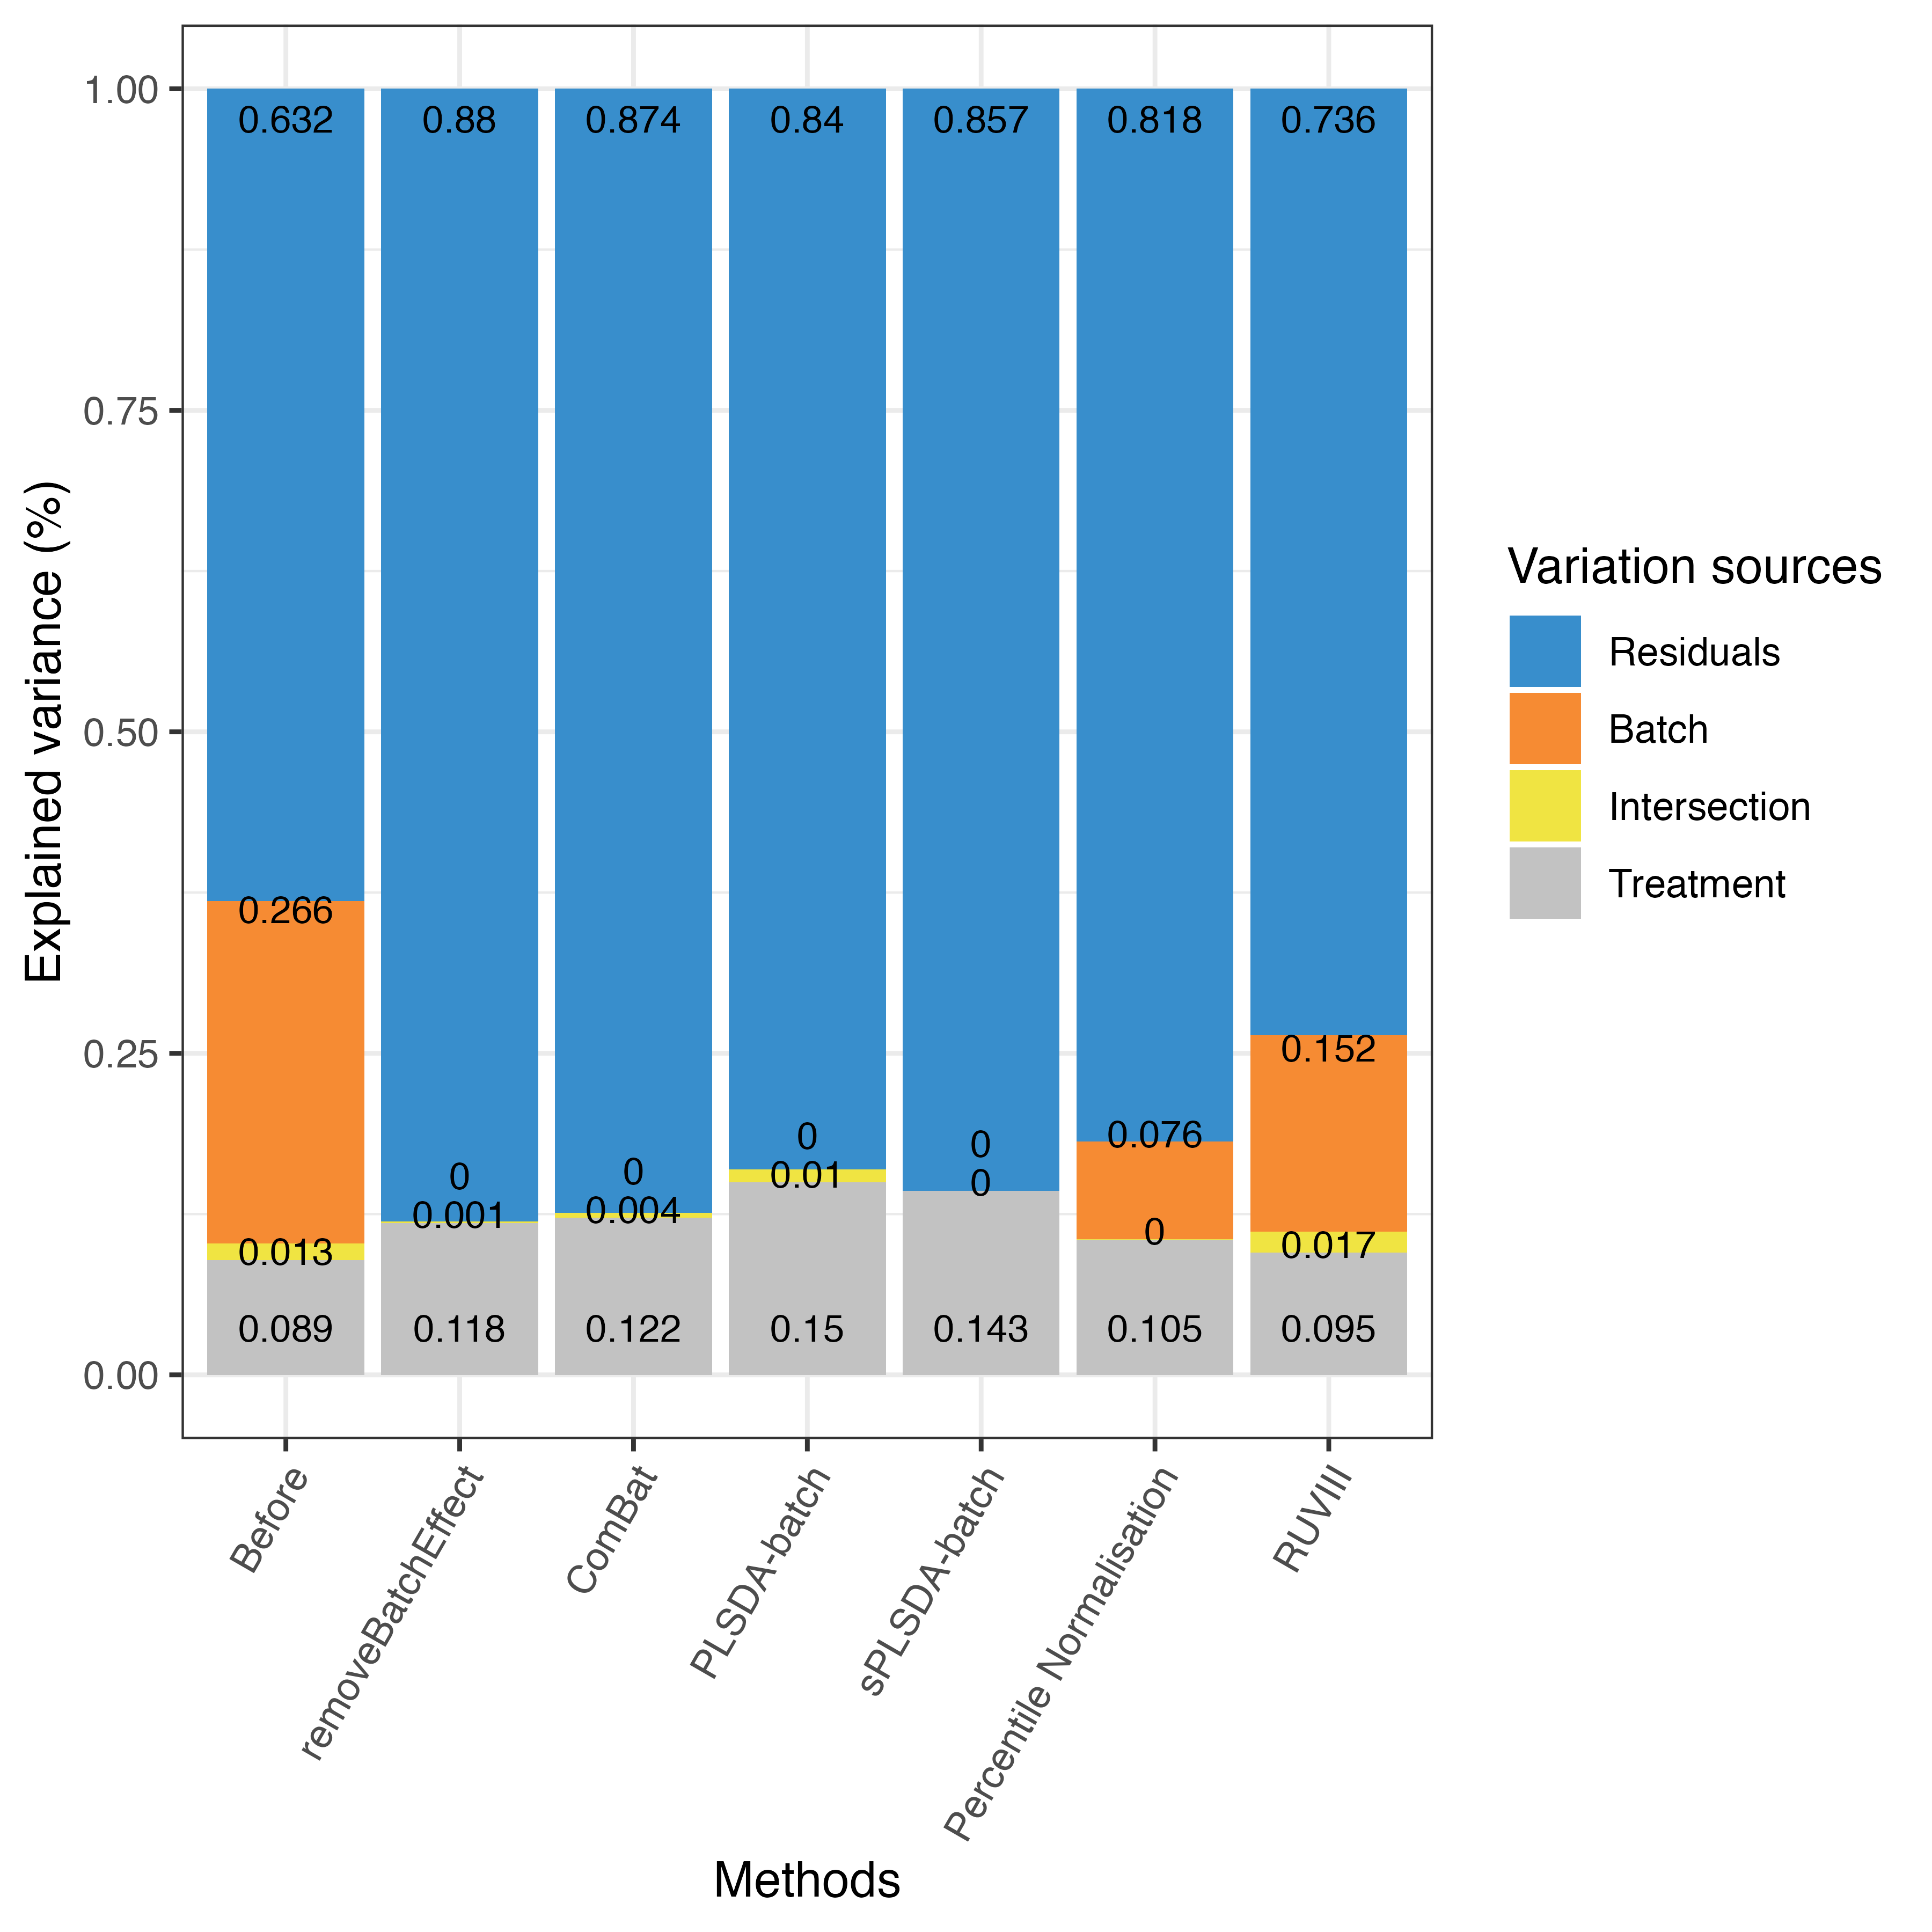 1.00
0.75
0.50
0.25
0.00
Explained variance (%)
0.632
0.88
0.874
0.84
0.857
0.818
0.736
0.266
0
0
0
0
0.076
0.152
0.013
0.001
0.004
0.01
0
0
0.017
0.089
0.118
0.122
0.15
0.143
0.105
0.095
Before
removeBatchEffect
ComBat
PLSDA-batch
sPLSDA-batch
Percentile Normalisation
RUVIII
Methods
Variation sources
Residuals
Batch
Intersection
Treatment